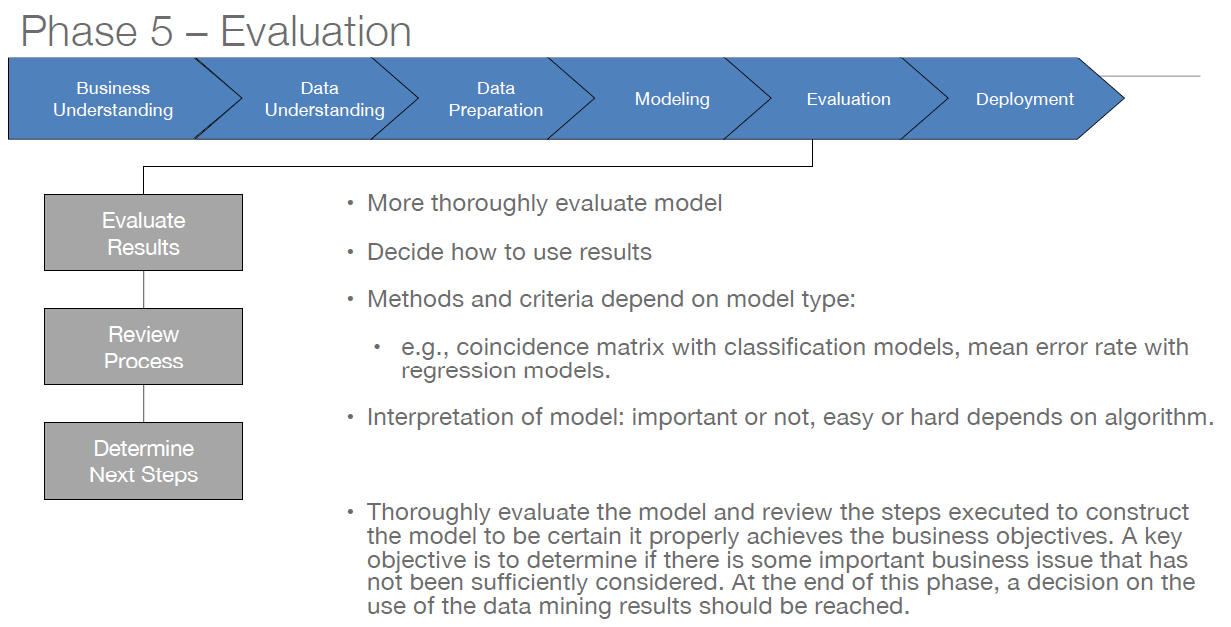 Phase 5 – Evaluation
Business
Understanding
Data
Understanding
Data
Preparation
Modeling
Evaluation
Deployment
Evaluate
Results
Review
Process
Determine
Next Steps
• More thoroughly evaluate model
• Decide how to use results
• Methods and criteria depend on model type:
• e.g., coincidence matrix with classification models, mean error rate with
regression models.
• Interpretation of model: important or not, easy or hard depends on algorithm.
• Thoroughly evaluate the model and review the steps executed to construct
the model to be certain it properly achieves the business objectives. A key
objective is to determine if there is some important business issue that has
not been sufficiently considered. At the end of this phase, a decision on the
use of the data mining results should be reached.